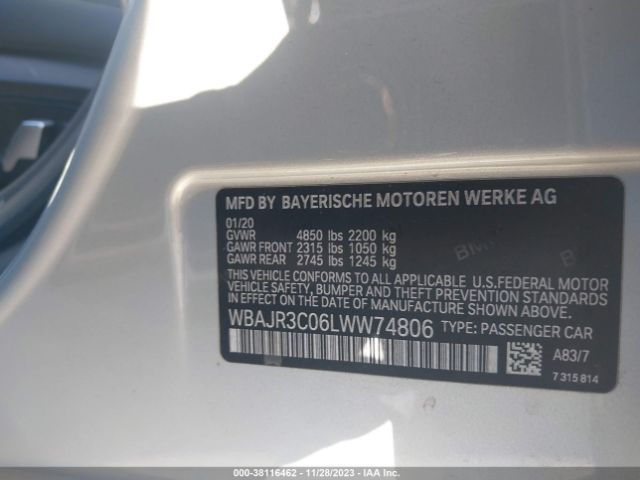 MFD BY BAYERISCHE MOTOREN WERKE AG
01/20
GVWR 4850 lbs 2200 kg
GAWR FRONT 2315 lbs 1050 kg
GAWR REAR 2745 lbs 1245 kg
THIS VEHICLE CONFORMS TO ALL APPLICABLE U.S.FEDERAL MOTOR
VEHICLE SAFETY, BUMPER AND THEFT PREVENTION STANDARDS
IN EFFECT ON THE DATE OF MANUFACTURE SHOWN ABOVE.
WBAJR3C06LWW74806 TYPE: PASSENGER CAR
A83/7
7 315 814
000-38116462 - 11/28/2023 - IAA Inc.